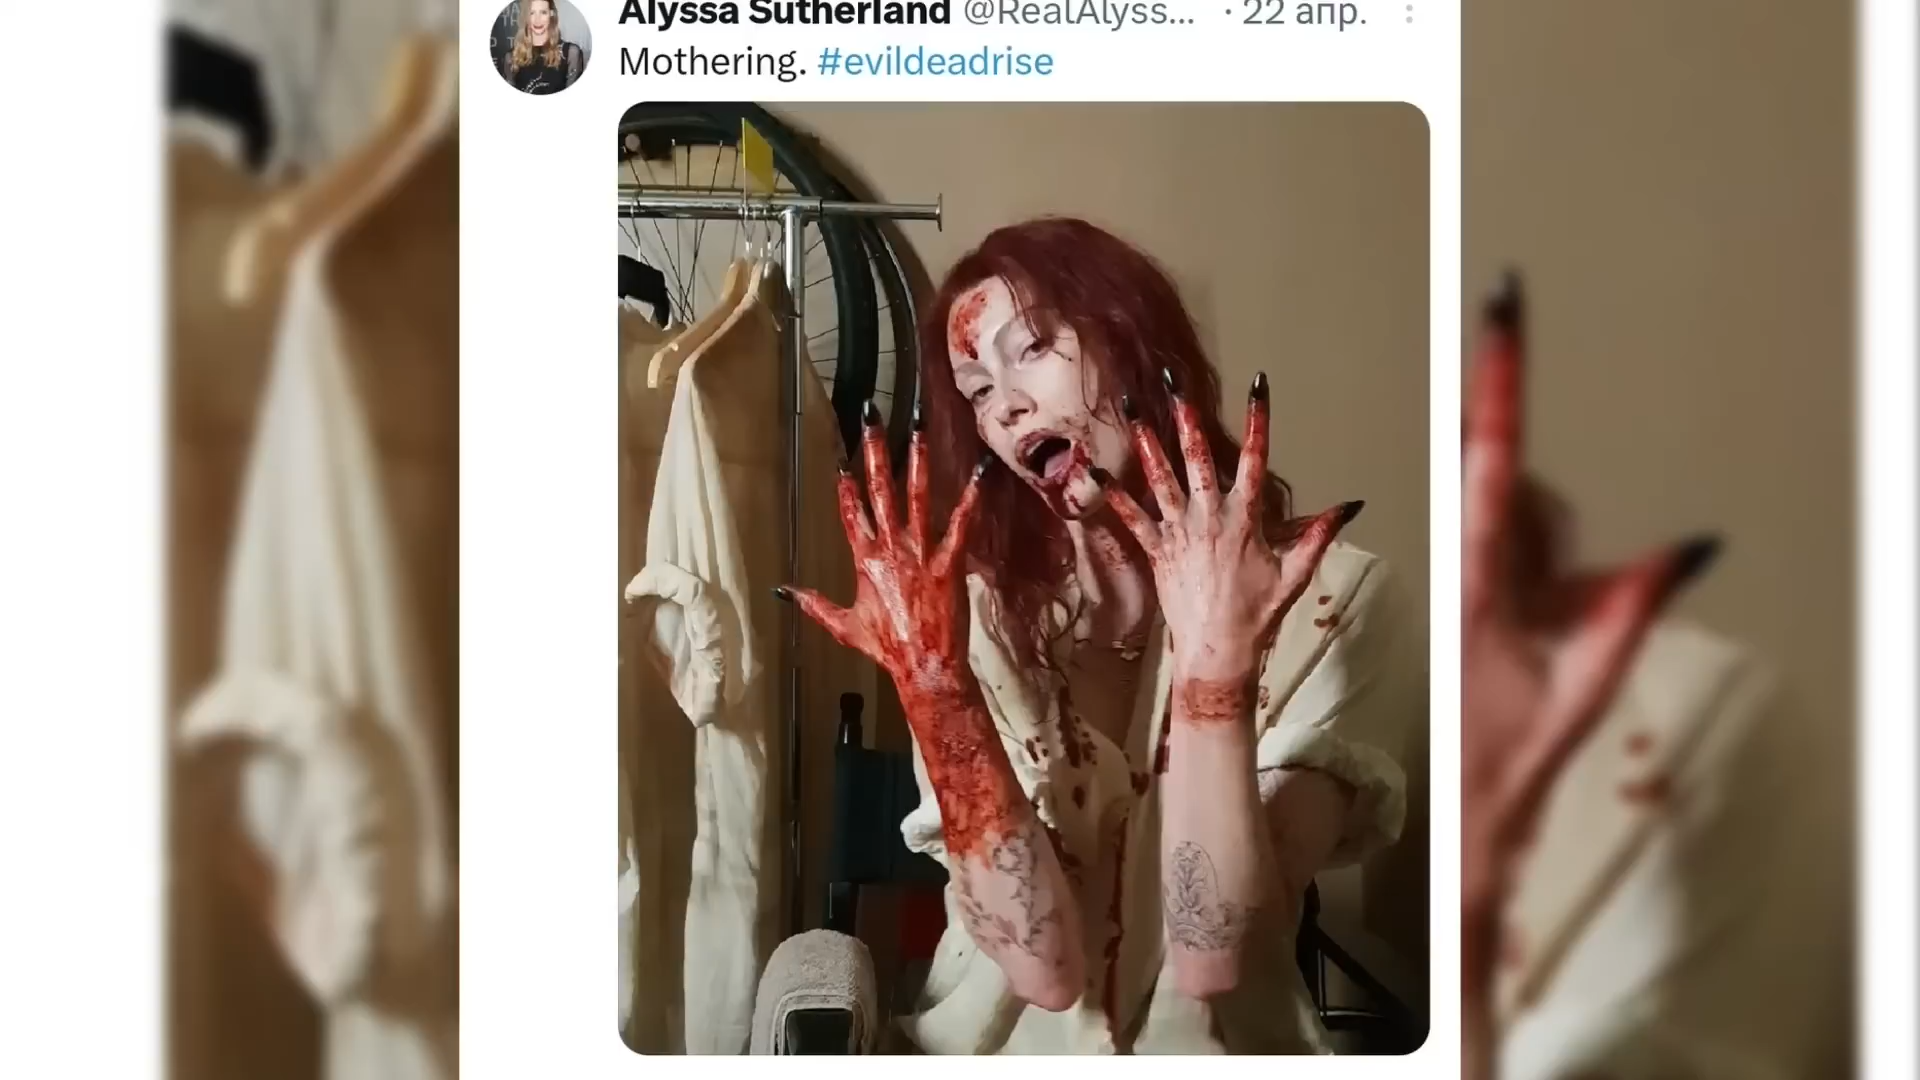 Alyssa Sutherland @RealAlyss... · 22 апр.
Mothering. #evildeadrise